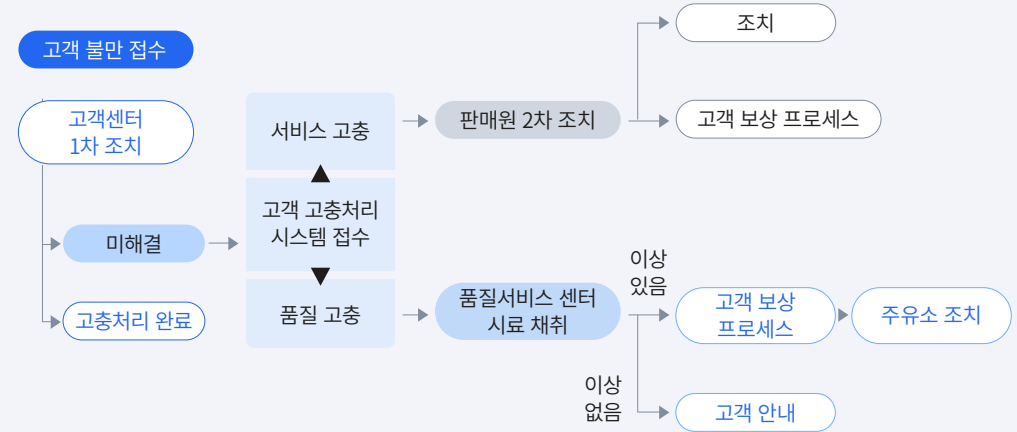 고객 불만 접수
고객센터
1차 조치
미해결
고충처리 완료
서비스 고충
고객 고충처리
시스템 접수
품질 고충
판매원 2차 조치
조치
고객 보상 프로세스
품질서비스 센터
시료 채취
이상
있음
고객 보상
프로세스
주유소 조치
이상
없음
고객 안내